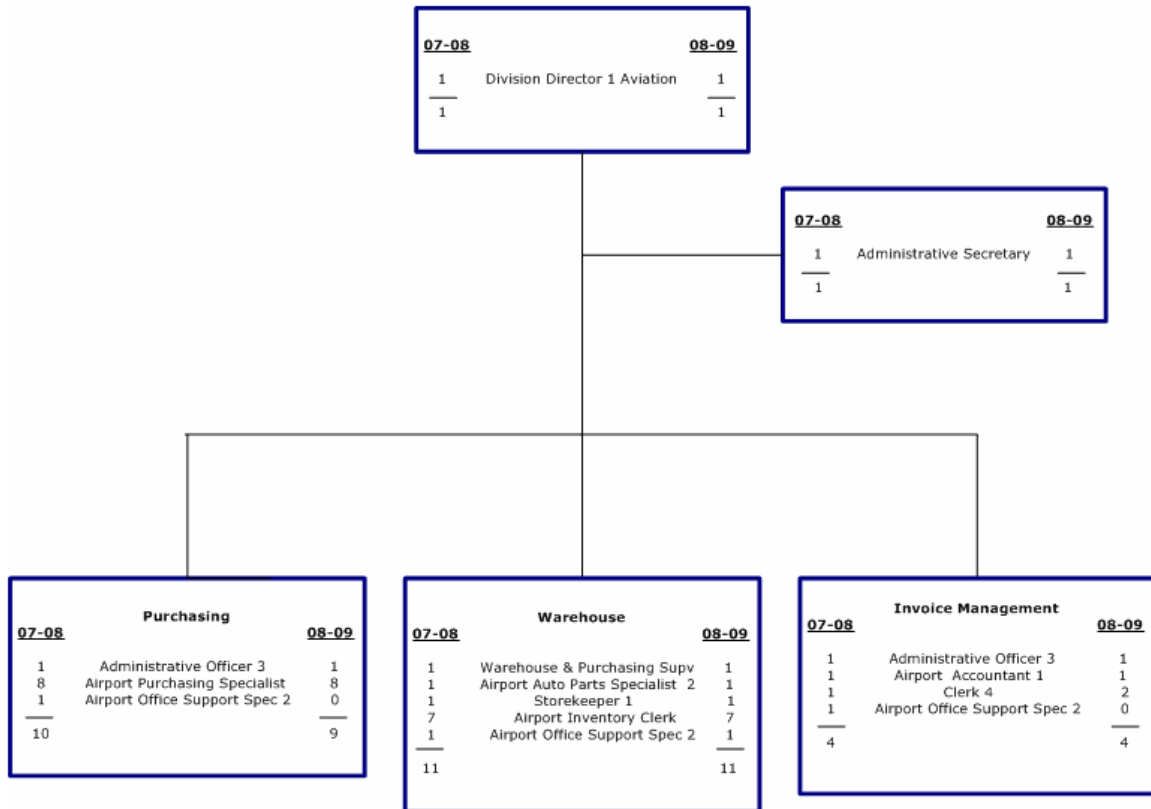 07-08 08-09
1 Division Director 1 Aviation 1
1 1
07-08 08-09
1 Administrative Secretary 1
1 1
Purchasing
07-08 08-09
1 Administrative Officer 3 1
8 Airport Purchasing Specialist 8
1 Airport Office Support Spec 2 0
10 9
Warehouse
07-08 08-09
1 Warehouse & Purchasing Supv 1
1 Airport Auto Parts Specialist 2 1
1 Storekeeper 1 1
7 Airport Inventory Clerk 7
1 Airport Office Support Spec 2 1
11 11
Invoice Management
07-08 08-09
1 Administrative Officer 3 1
1 Airport Accountant 1 1
1 Clerk 4 2
1 Airport Office Support Spec 2 0
4 4